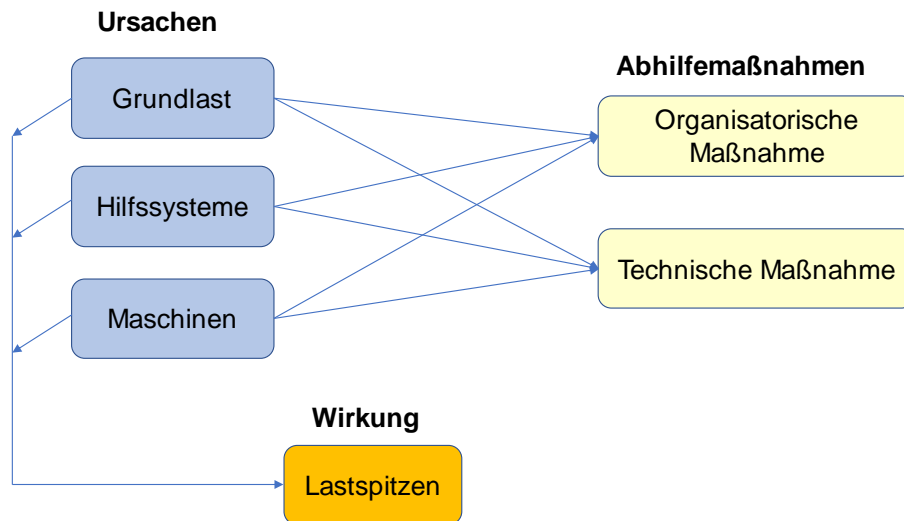 Ursachen
Grundlast
Hilfssysteme
Maschinen
Abhilfemaßnahmen
Organisatorische
Maßnahme
Technische Maßnahme
Wirkung
Lastspitzen